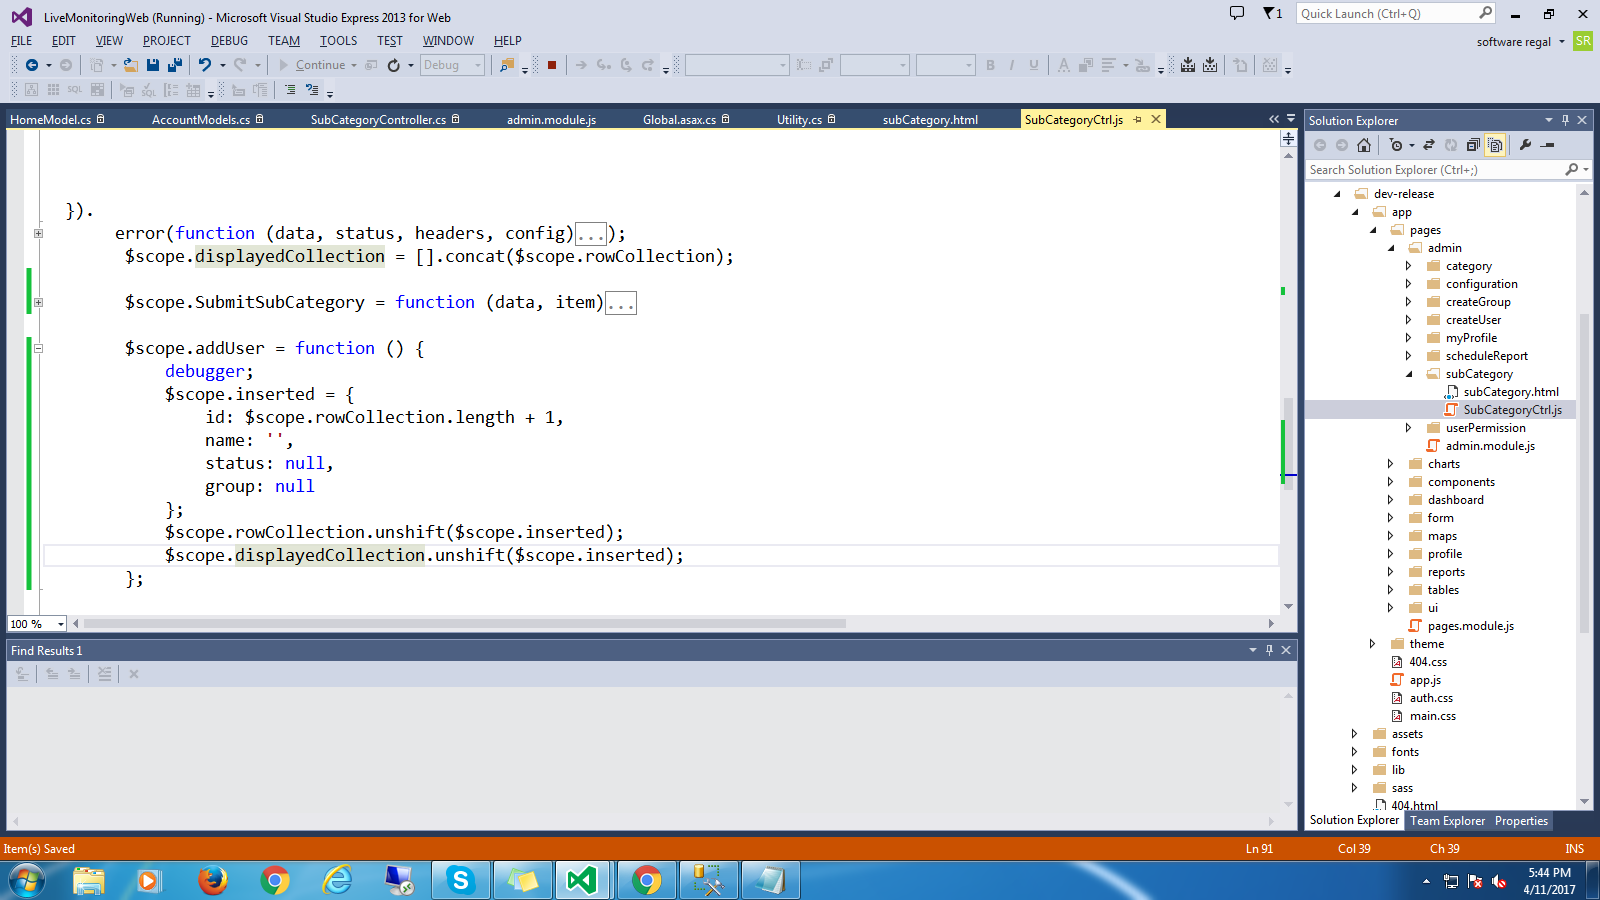 LiveMonitoringWeb (Running) - Microsoft Visual Studio Express 2013 for Web
1
Quick Launch (Ctrl+Q)
FILE EDIT VIEW PROJECT DEBUG TEAM TOOLS TEST WINDOW HELP
software regal SR
Continue Debug
SQL SQL
HomeModel.cs AccountModels.cs SubCategoryController.cs admin.module.js Global.asax.cs Utility.cs subCategory.html SubCategoryCtrl.js
}).
error(function (data, status, headers, config)...);
$scope.displayedCollection = [].concat($scope.rowCollection);
$scope.SubmitSubCategory = function (data, item)...
$scope.addUser = function () {
debugger;
$scope.inserted = {
id: $scope.rowCollection.length + 1,
name: '',
status: null,
group: null
};
$scope.rowCollection.unshift($scope.inserted);
$scope.displayedCollection.unshift($scope.inserted);
};
100 %
Find Results 1
Solution Explorer
Search Solution Explorer (Ctrl+;)
dev-release
app
pages
admin
category
configuration
createGroup
createUser
myProfile
scheduleReport
subCategory
subCategory.html
SubCategoryCtrl.js
userPermission
admin.module.js
charts
components
dashboard
form
maps
profile
reports
tables
ui
pages.module.js
theme
404.css
app.js
auth.css
main.css
assets
fonts
lib
sass
404.html
Solution Explorer Team Explorer Properties
Item(s) Saved Ln 91 Col 39 Ch 39 INS
5:44 PM
4/11/2017